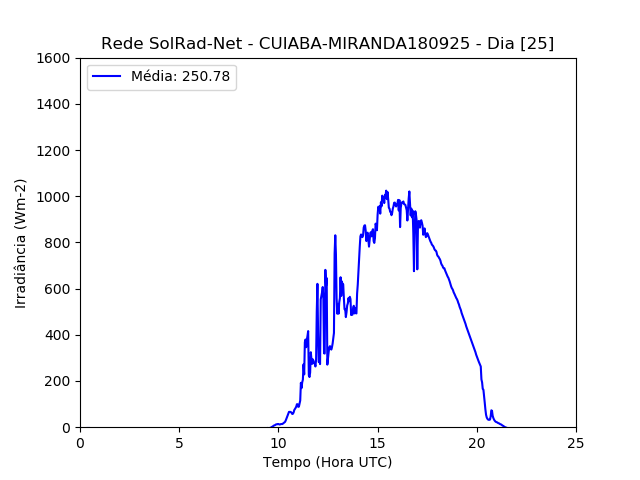 Rede SolRad-Net - CUIABA-MIRANDA180925 - Dia [25]
Média: 250.78
Irradiância (Wm-2)
1600
1400
1200
1000
800
600
400
200
0
0 5 10 15 20 25
Tempo (Hora UTC)